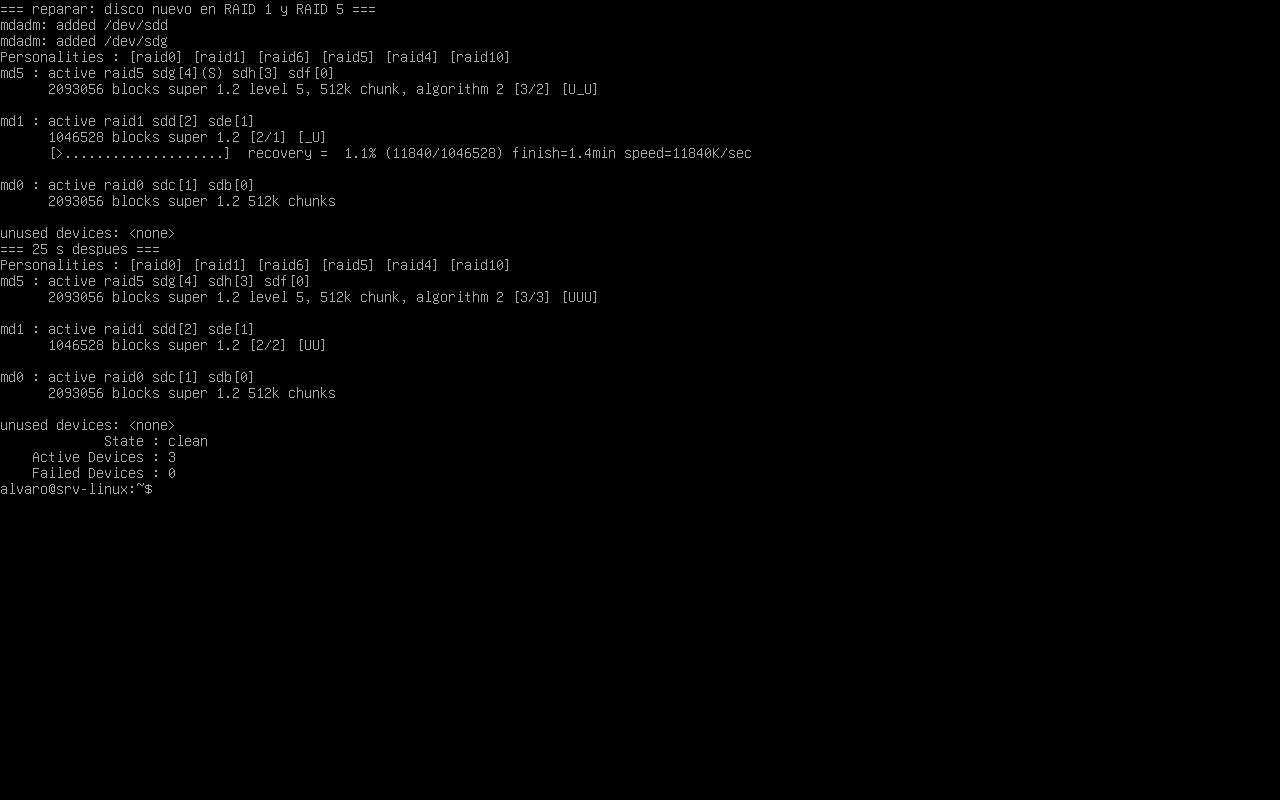 === reparar: disco nuevo en RAID 1 y RAID 5 ===
mdadm: added /dev/sdd
mdadm: added /dev/sdg
Personalities : [raid0] [raid1] [raid6] [raid5] [raid4] [raid10]
md5 : active raid5 sdg[4](S) sdh[3] sdf[0]
      2093056 blocks super 1.2 level 5, 512k chunk, algorithm 2 [3/2] [U_U]

md1 : active raid1 sdd[2] sde[1]
      1046528 blocks super 1.2 [2/1] [_U]
      [>....................]  recovery =  1.1% (11840/1046528) finish=1.4min speed=11840K/sec

md0 : active raid0 sdc[1] sdb[0]
      2093056 blocks super 1.2 512k chunks

unused devices: <none>
=== 25 s despues ===
Personalities : [raid0] [raid1] [raid6] [raid5] [raid4] [raid10]
md5 : active raid5 sdg[4] sdh[3] sdf[0]
      2093056 blocks super 1.2 level 5, 512k chunk, algorithm 2 [3/3] [UUU]

md1 : active raid1 sdd[2] sde[1]
      1046528 blocks super 1.2 [2/2] [UU]

md0 : active raid0 sdc[1] sdb[0]
      2093056 blocks super 1.2 512k chunks

unused devices: <none>
             State : clean
    Active Devices : 3
    Failed Devices : 0
alvaro@srv-linux:~$